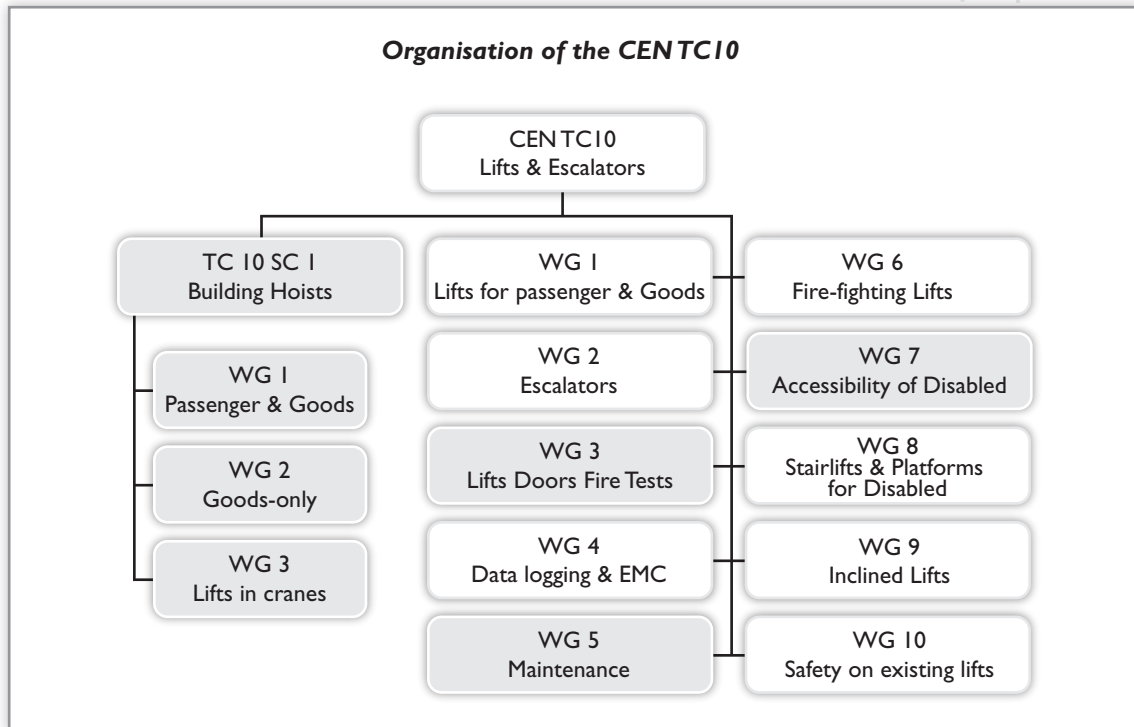 Organisation of the CEN TC10
CEN TC10
Lifts & Escalators
TC 10 SC 1
Building Hoists
WG 1
Passenger & Goods
WG 2
Goods-only
WG 3
Lifts in cranes
WG 1
Lifts for passenger & Goods
WG 2
Escalators
WG 3
Lifts Doors Fire Tests
WG 4
Data logging & EMC
WG 5
Maintenance
WG 6
Fire-fighting Lifts
WG 7
Accessibility of Disabled
WG 8
Stairlifts & Platforms
for Disabled
WG 9
Inclined Lifts
WG 10
Safety on existing lifts